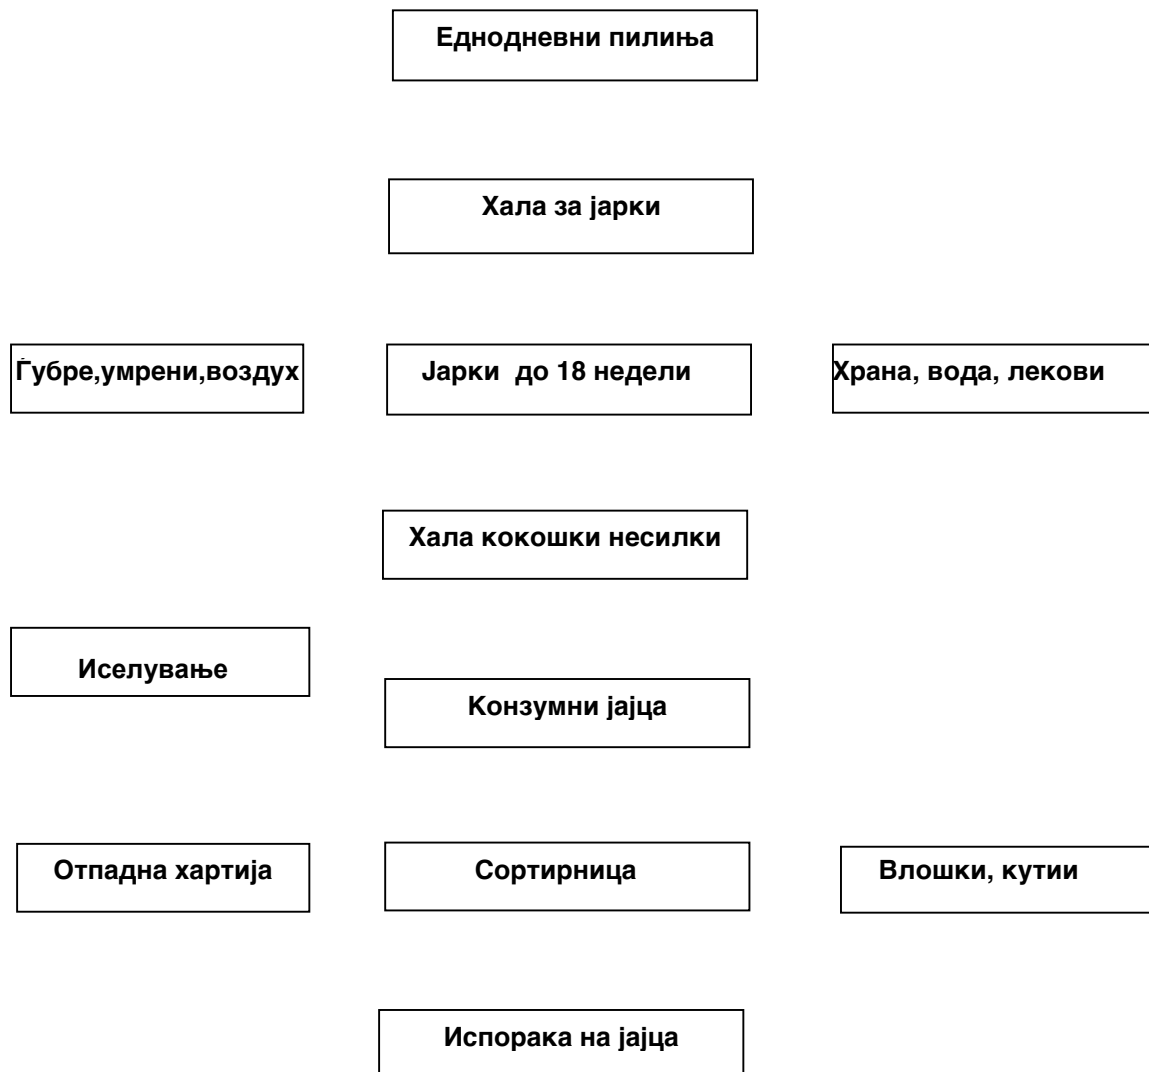 Еднодневни пилиња
Хала за јарки
Ѓубре,умрени,воздух
Јарки до 18 недели
Храна, вода, лекови
Хала кокошки несилки
Иселување
Конзумни јајца
Отпадна хартија
Сортирница
Влошки, кутии
Испорака на јајца